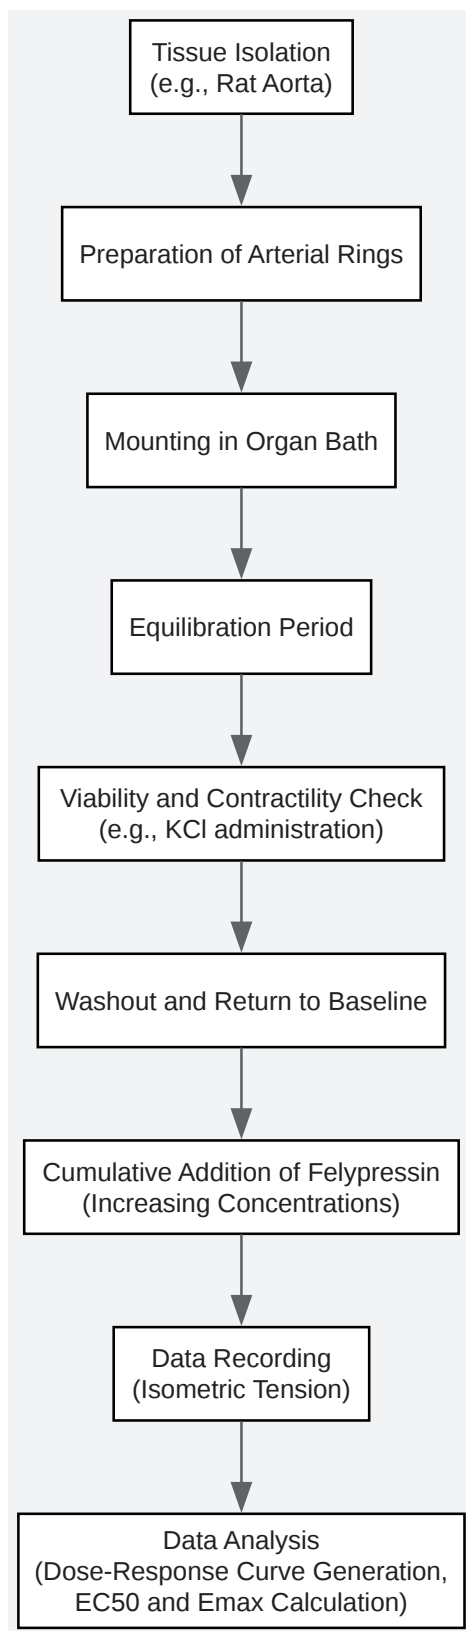 Tissue Isolation
(e.g., Rat Aorta)
Preparation of Arterial Rings
Mounting in Organ Bath
Equilibration Period
Viability and Contractility Check
(e.g., KCl administration)
Washout and Return to Baseline
Cumulative Addition of Felypressin
(Increasing Concentrations)
Data Recording
(Isometric Tension)
Data Analysis
(Dose-Response Curve Generation,
EC50 and Emax Calculation)